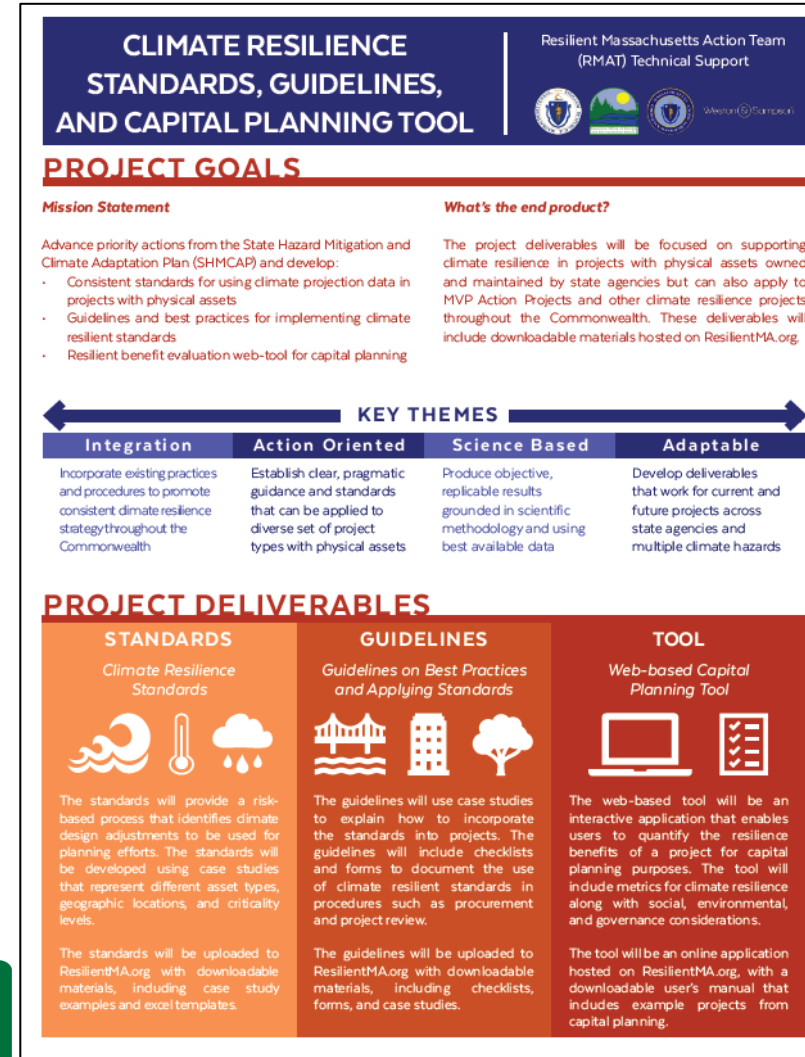 CLIMATE RESILIENCE
STANDARDS, GUIDELINES,
AND CAPITAL PLANNING TOOL
Resilient Massachusetts Action Team
(RMAT) Technical Support
Weston & Sampson
PROJECT GOALS
Mission Statement
Advance priority actions from the State Hazard Mitigation and
Climate Adaptation Plan (SHMCAP) and develop:
• Consistent standards for using climate projection data in
projects with physical assets
• Guidelines and best practices for implementing climate
resilient standards
• Resilient benefit evaluation web-tool for capital planning
What's the end product?
The project deliverables will be focused on supporting
climate resilience in projects with physical assets owned
and maintained by state agencies but can also apply to
MVP Action Projects and other climate resilience projects
throughout the Commonwealth. These deliverables will
include downloadable materials hosted on ResilientMA.org.
KEY THEMES
Integration
Incorporate existing practices
and procedures to promote
consistent climate resilience
strategy throughout the
Commonwealth
Action Oriented
Establish clear, pragmatic
guidance and standards
that can be applied to
diverse set of project
types with physical assets
Science Based
Produce objective,
replicable results
grounded in scientific
methodology and using
best available data
Adaptable
Develop deliverables
that work for current and
future projects across
state agencies and
multiple climate hazards
PROJECT DELIVERABLES
STANDARDS
Climate Resilience
Standards
The standards will provide a risk-
based process that identifies climate
design adjustments to be used for
planning efforts. The standards will
be developed using case studies
that represent different asset types,
geographic locations, and criticality
levels.
The standards will be uploaded to
ResilientMA.org with downloadable
materials, including case study
examples and excel templates.
GUIDELINES
Guidelines on Best Practices
and Applying Standards
The guidelines will use case studies
to explain how to incorporate
the standards into projects. The
guidelines will include checklists
and forms to document the use
of climate resilient standards in
procedures such as procurement
and project review.
The guidelines will be uploaded to
ResilientMA.org with downloadable
materials, including checklists,
forms, and case studies.
TOOL
Web-based Capital
Planning Tool
The web-based tool will be an
interactive application that enables
users to quantify the resilience
benefits of a project for capital
planning purposes. The tool will
include metrics for climate resilience
along with social, environmental,
and governance considerations.
The tool will be an online application
hosted on ResilientMA.org, with a
downloadable user's manual that
includes example projects from
capital planning.